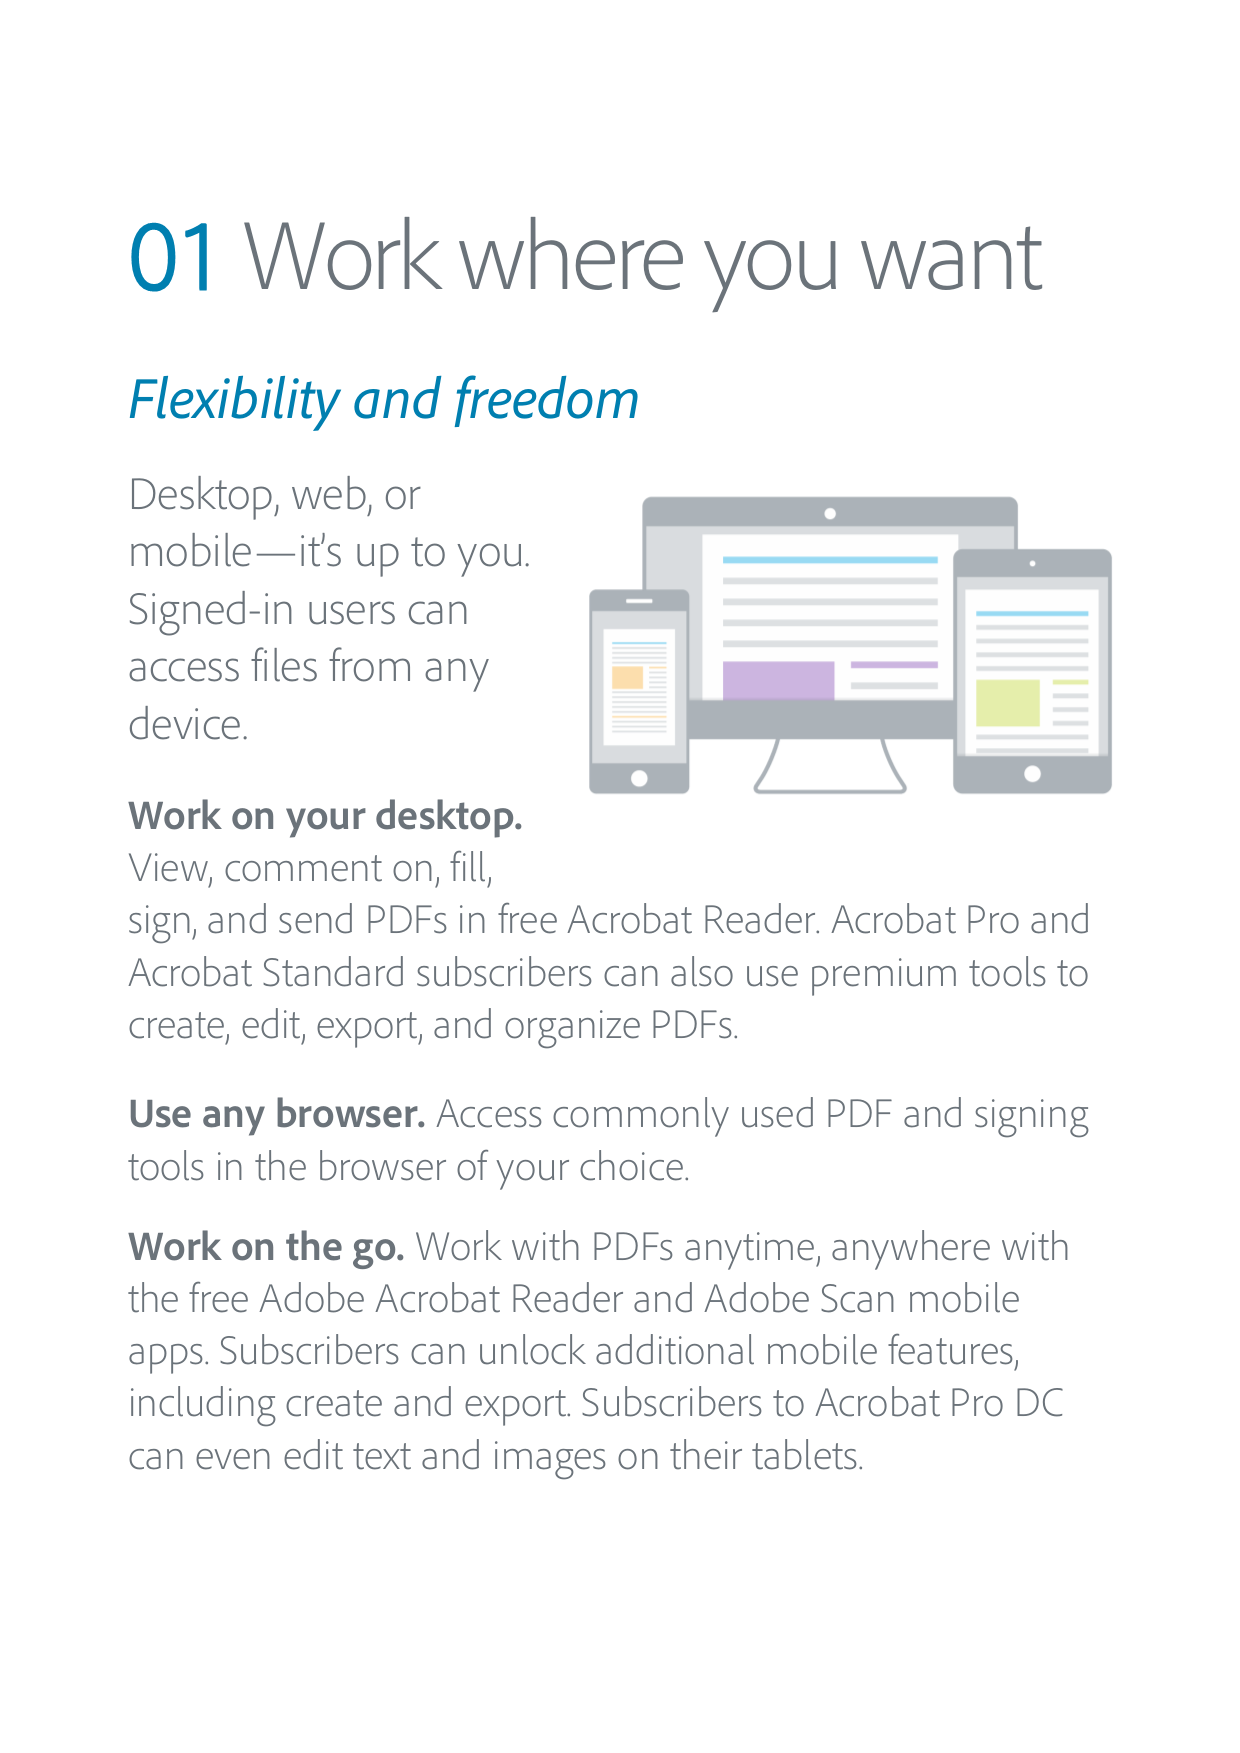 01 Work where you want
Flexibility and freedom
Desktop, web, or
mobile—it’s up to you.
Signed-in users can
access files from any
device.
Work on your desktop.
View, comment on, fill,
sign, and send PDFs in free Acrobat Reader. Acrobat Pro and
Acrobat Standard subscribers can also use premium tools to
create, edit, export, and organize PDFs.
Use any browser. Access commonly used PDF and signing
tools in the browser of your choice.
Work on the go. Work with PDFs anytime, anywhere with
the free Adobe Acrobat Reader and Adobe Scan mobile
apps. Subscribers can unlock additional mobile features,
including create and export. Subscribers to Acrobat Pro DC
can even edit text and images on their tablets.